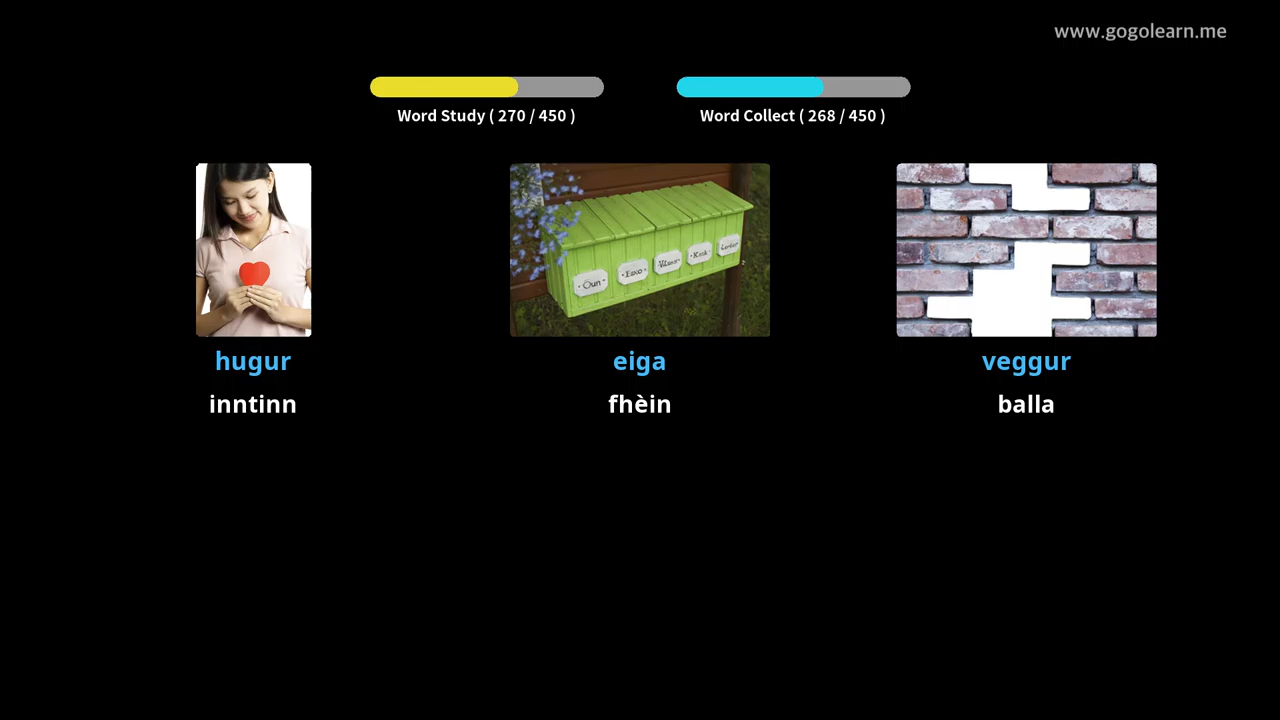 www.gogolearn.me
Word Study ( 270 / 450 )
Word Collect ( 268 / 450 )
hugur
eiga
veggur
inntinn
fhèin
balla